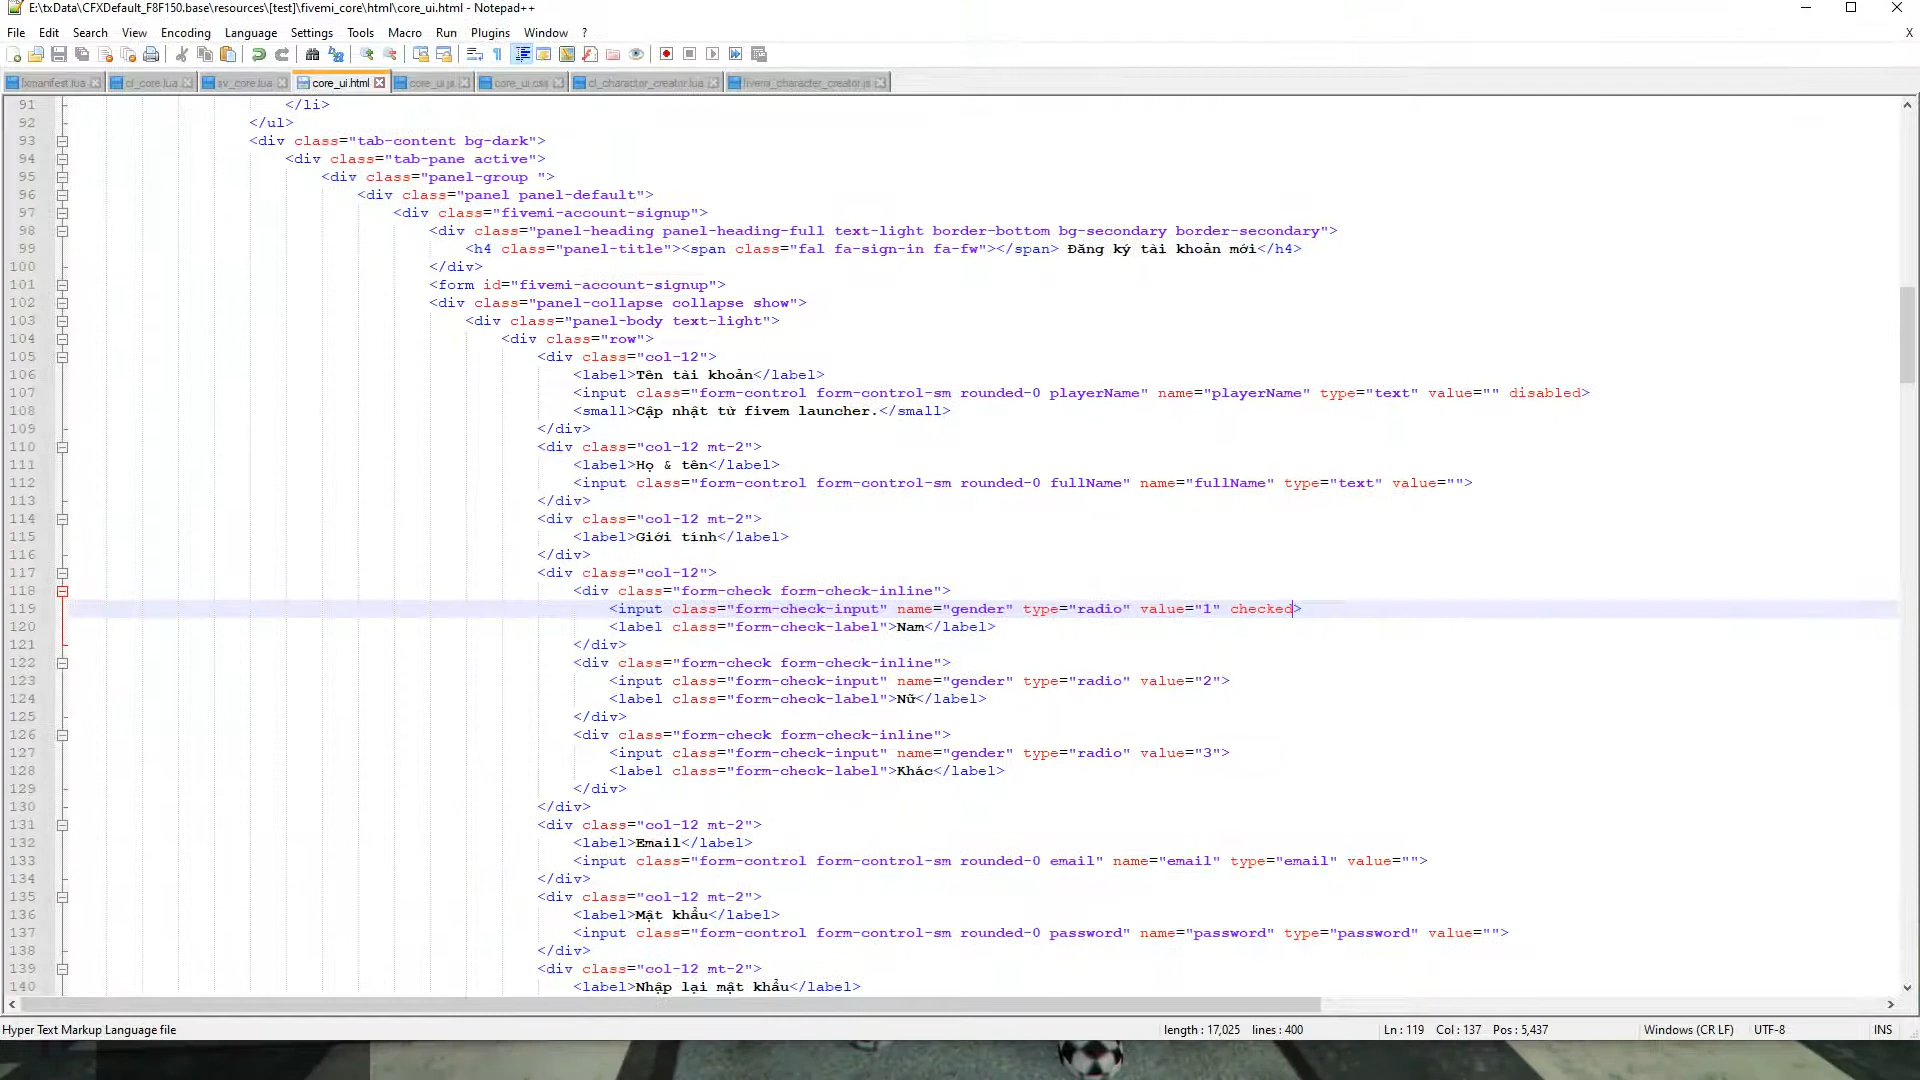 E:\txData\CFXDefault_F8F150.base\resources\[test]\fivemi_core\html\core_ui.html - Notepad++
File Edit Search View Encoding Language Settings Tools Macro Run Plugins Window ? X
fxmanifest.lua cl_core.lua sv_core.lua core_ui.html core_ui.js core_ui.css cl_charactor_creator.lua fivemi_charactor_creator.js
91 </li>
92 </ul>
93 <div class="tab-content bg-dark">
94 <div class="tab-pane active">
95 <div class="panel-group ">
96 <div class="panel panel-default">
97 <div class="fivemi-account-signup">
98 <div class="panel-heading panel-heading-full text-light border-bottom bg-secondary border-secondary">
99 <h4 class="panel-title"><span class="fal fa-sign-in fa-fw"></span> Đăng ký tài khoản mới</h4>
100 </div>
101 <form id="fivemi-account-signup">
102 <div class="panel-collapse collapse show">
103 <div class="panel-body text-light">
104 <div class="row">
105 <div class="col-12">
106 <label>Tên tài khoản</label>
107 <input class="form-control form-control-sm rounded-0 playerName" name="playerName" type="text" value="" disabled>
108 <small>Cập nhật từ fivem launcher.</small>
109 </div>
110 <div class="col-12 mt-2">
111 <label>Họ & tên</label>
112 <input class="form-control form-control-sm rounded-0 fullName" name="fullName" type="text" value="">
113 </div>
114 <div class="col-12 mt-2">
115 <label>Giới tính</label>
116 </div>
117 <div class="col-12">
118 <div class="form-check form-check-inline">
119 <input class="form-check-input" name="gender" type="radio" value="1" checked>
120 <label class="form-check-label">Nam</label>
121 </div>
122 <div class="form-check form-check-inline">
123 <input class="form-check-input" name="gender" type="radio" value="2">
124 <label class="form-check-label">Nữ</label>
125 </div>
126 <div class="form-check form-check-inline">
127 <input class="form-check-input" name="gender" type="radio" value="3">
128 <label class="form-check-label">Khác</label>
129 </div>
130 </div>
131 <div class="col-12 mt-2">
132 <label>Email</label>
133 <input class="form-control form-control-sm rounded-0 email" name="email" type="email" value="">
134 </div>
135 <div class="col-12 mt-2">
136 <label>Mật khẩu</label>
137 <input class="form-control form-control-sm rounded-0 password" name="password" type="password" value="">
138 </div>
139 <div class="col-12 mt-2">
140 <label>Nhập lại mật khẩu</label>
Hyper Text Markup Language file length : 17,025 lines : 400 Ln : 119 Col : 137 Pos : 5,437 Windows (CR LF) UTF-8 INS